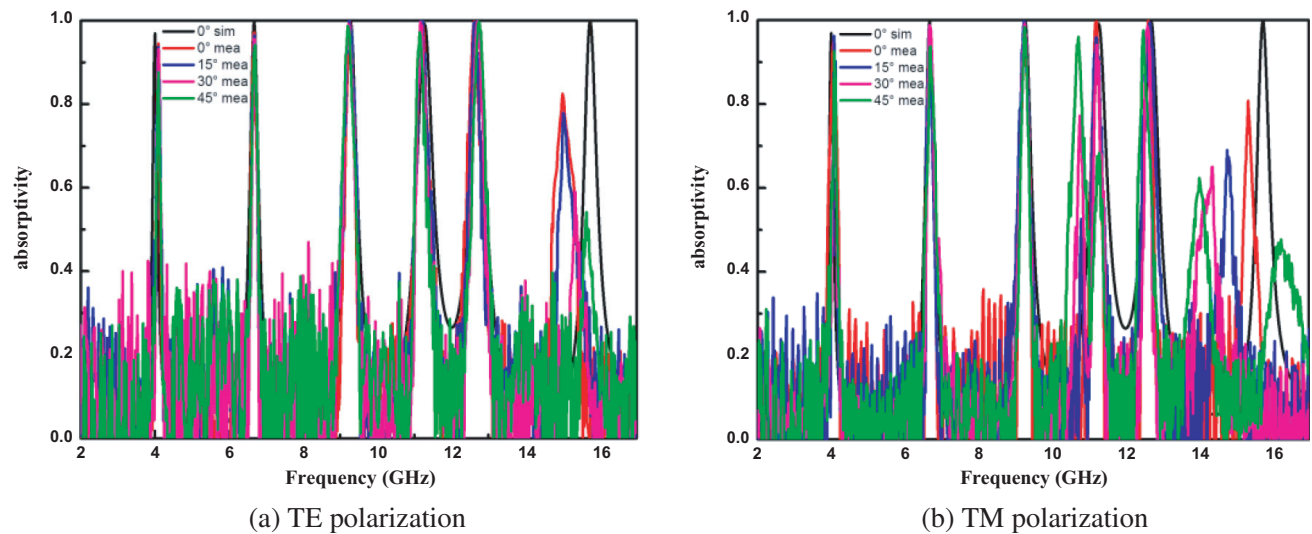 1.0
0.8
0.6
0.4
0.2
0.0
absorptivity
0° sim
0° mea
15° mea
30° mea
45° mea
2 4 6 8 10 12 14 16
Frequency (GHz)
(a) TE polarization
1.0
0.8
0.6
0.4
0.2
0.0
absorptivity
0° sim
0° mea
15° mea
30° mea
45° mea
2 4 6 8 10 12 14 16
Frequency (GHz)
(b) TM polarization